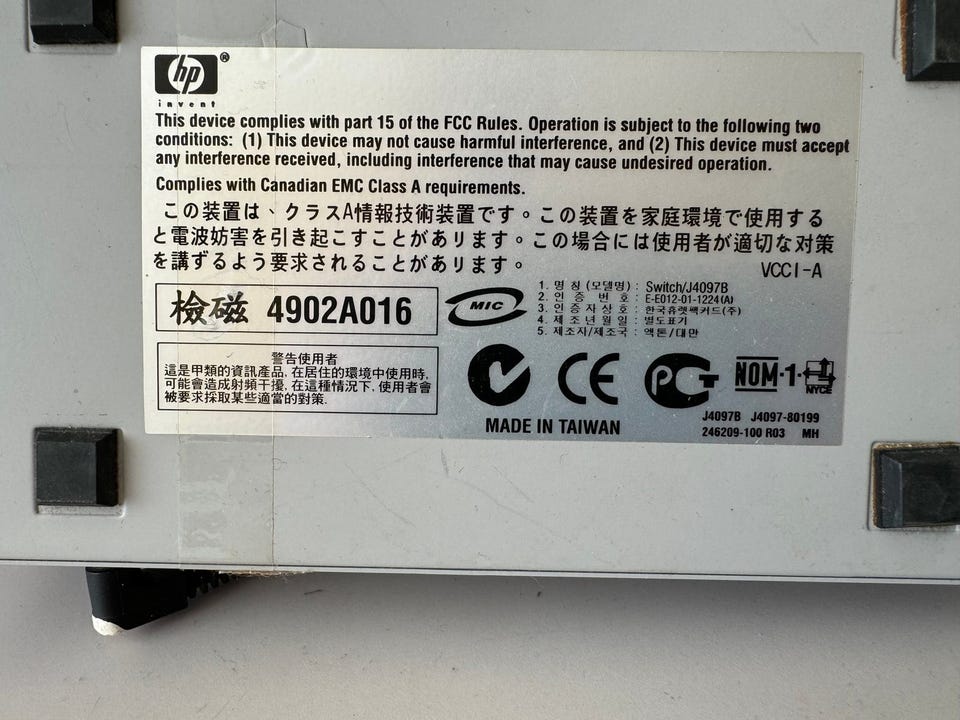 hp®
invent
This device complies with part 15 of the FCC Rules. Operation is subject to the following two
conditions: (1) This device may not cause harmful interference, and (2) This device must accept
any interference received, including interference that may cause undesired operation.
Complies with Canadian EMC Class A requirements.
この装置は、クラスA情報技術装置です。この装置を家庭環境で使用する
と電波妨害を引き起こすことがあります。この場合には使用者が適切な対策
を講ずるよう要求されることがあります。
VCCI-A
檢磁 4902A016
MIC
1. 명 칭 (모델명) : Switch/J4097B
2. 인 증 번 호 : E-E012-01-1224(A)
3. 인 증 자 상 호 : 한국휴렛팩커드(주)
4. 제 조 년 월 일 : 별도표기
5. 제조자/제조국 : 액톤/대만
警告使用者
這是甲類的資訊產品, 在居住的環境中使用時,
可能會造成射頻干擾, 在這種情況下, 使用者會
被要求採取某些適當的對策.
CE
NOM-1-
NYCE
MADE IN TAIWAN
J4097B J4097-80199
246209-100 R03 MH